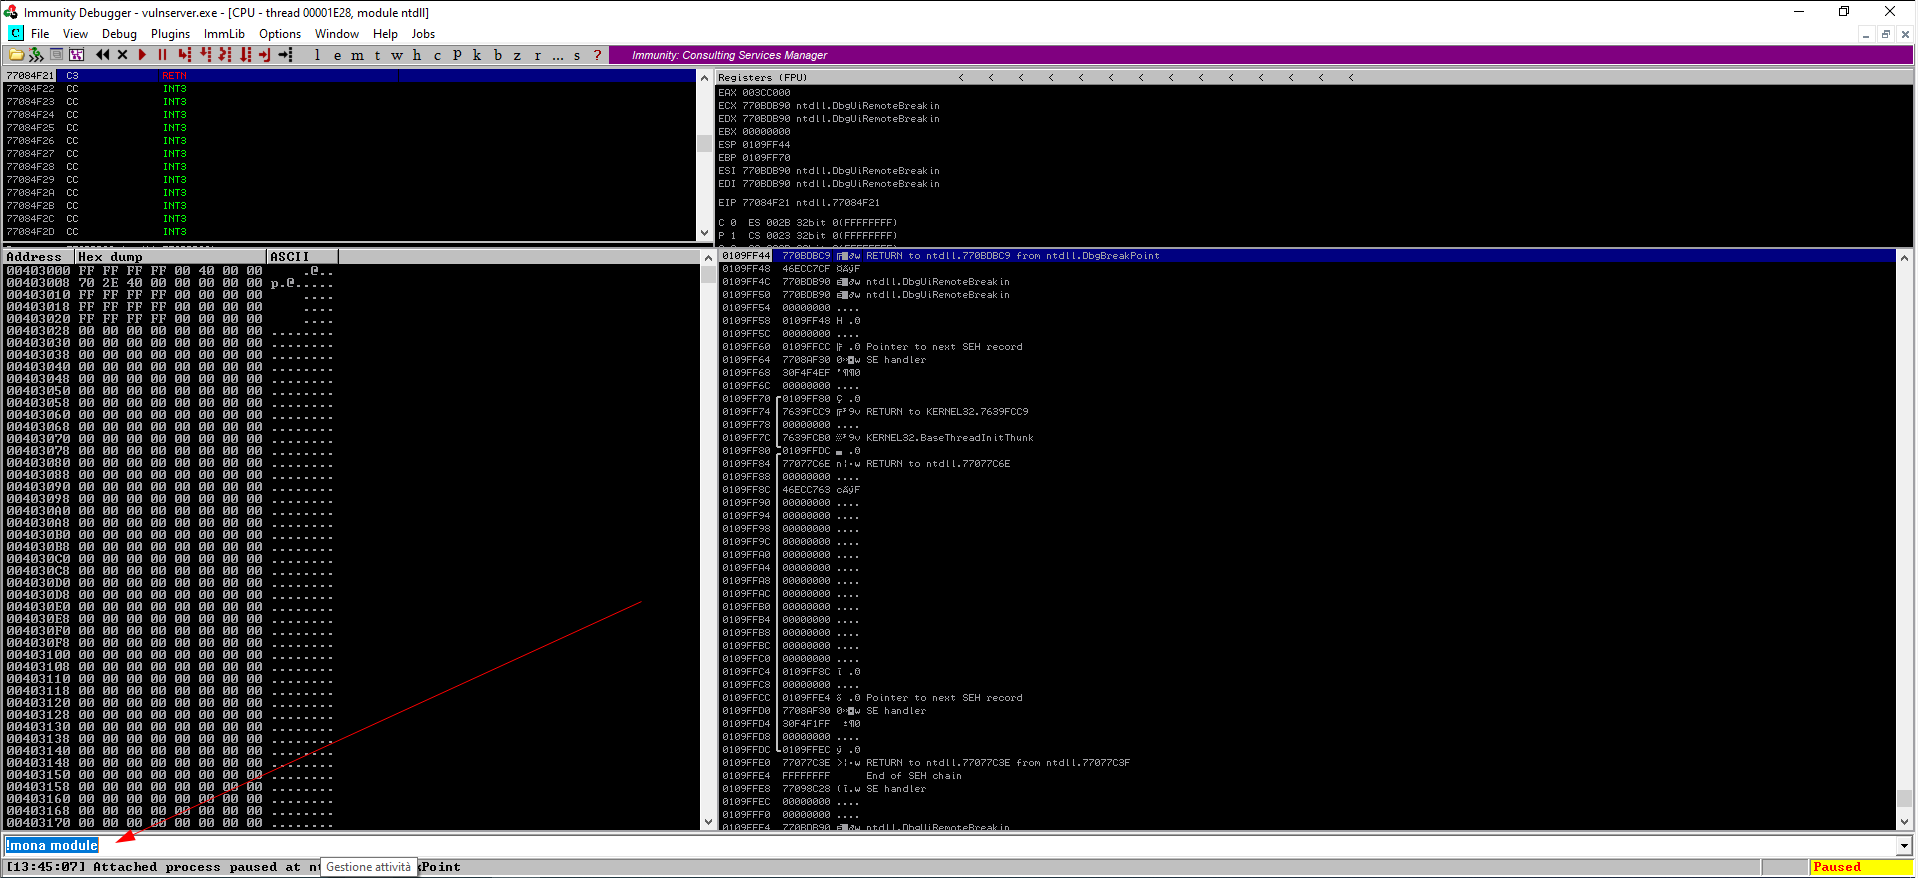 Immunity Debugger - vulnserver.exe - [CPU - thread 00001E28, module ntdll]
C File View Debug Plugins ImmLib Options Window Help Jobs
l e m t w h c P k b z r ... s ? Immunity: Consulting Services Manager
77084F21 C3 RETN
77084F22 CC INT3
77084F23 CC INT3
77084F24 CC INT3
77084F25 CC INT3
77084F26 CC INT3
77084F27 CC INT3
77084F28 CC INT3
77084F29 CC INT3
77084F2A CC INT3
77084F2B CC INT3
77084F2C CC INT3
77084F2D CC INT3
Registers (FPU) < < < < < < < < < < < < < <
EAX 003CC000
ECX 770BDB90 ntdll.DbgUiRemoteBreakin
EDX 770BDB90 ntdll.DbgUiRemoteBreakin
EBX 00000000
ESP 0109FF44
EBP 0109FF70
ESI 770BDB90 ntdll.DbgUiRemoteBreakin
EDI 770BDB90 ntdll.DbgUiRemoteBreakin
EIP 77084F21 ntdll.77084F21
C 0 ES 002B 32bit 0(FFFFFFFF)
P 1 CS 0023 32bit 0(FFFFFFFF)
Address Hex dump ASCII
00403000 FF FF FF FF 00 40 00 00 .@..
00403008 70 2E 40 00 00 00 00 00 p.@.....
00403010 FF FF FF FF 00 00 00 00 ....
00403018 FF FF FF FF 00 00 00 00 ....
00403020 FF FF FF FF 00 00 00 00 ....
00403028 00 00 00 00 00 00 00 00 ........
00403030 00 00 00 00 00 00 00 00 ........
00403038 00 00 00 00 00 00 00 00 ........
00403040 00 00 00 00 00 00 00 00 ........
00403048 00 00 00 00 00 00 00 00 ........
00403050 00 00 00 00 00 00 00 00 ........
00403058 00 00 00 00 00 00 00 00 ........
00403060 00 00 00 00 00 00 00 00 ........
00403068 00 00 00 00 00 00 00 00 ........
00403070 00 00 00 00 00 00 00 00 ........
00403078 00 00 00 00 00 00 00 00 ........
00403080 00 00 00 00 00 00 00 00 ........
00403088 00 00 00 00 00 00 00 00 ........
00403090 00 00 00 00 00 00 00 00 ........
00403098 00 00 00 00 00 00 00 00 ........
004030A0 00 00 00 00 00 00 00 00 ........
004030A8 00 00 00 00 00 00 00 00 ........
004030B0 00 00 00 00 00 00 00 00 ........
004030B8 00 00 00 00 00 00 00 00 ........
004030C0 00 00 00 00 00 00 00 00 ........
004030C8 00 00 00 00 00 00 00 00 ........
004030D0 00 00 00 00 00 00 00 00 ........
004030D8 00 00 00 00 00 00 00 00 ........
004030E0 00 00 00 00 00 00 00 00 ........
004030E8 00 00 00 00 00 00 00 00 ........
004030F0 00 00 00 00 00 00 00 00 ........
004030F8 00 00 00 00 00 00 00 00 ........
00403100 00 00 00 00 00 00 00 00 ........
00403108 00 00 00 00 00 00 00 00 ........
00403110 00 00 00 00 00 00 00 00 ........
00403118 00 00 00 00 00 00 00 00 ........
00403120 00 00 00 00 00 00 00 00 ........
00403128 00 00 00 00 00 00 00 00 ........
00403130 00 00 00 00 00 00 00 00 ........
00403138 00 00 00 00 00 00 00 00 ........
00403140 00 00 00 00 00 00 00 00 ........
00403148 00 00 00 00 00 00 00 00 ........
00403150 00 00 00 00 00 00 00 00 ........
00403158 00 00 00 00 00 00 00 00 ........
00403160 00 00 00 00 00 00 00 00 ........
00403168 00 00 00 00 00 00 00 00 ........
00403170 00 00 00 00 00 00 00 00 ........
0109FF44 770BDBC9 RETURN to ntdll.770BDBC9 from ntdll.DbgBreakPoint
0109FF48 46ECC7CF
0109FF4C 770BDB90 ntdll.DbgUiRemoteBreakin
0109FF50 770BDB90 ntdll.DbgUiRemoteBreakin
0109FF54 00000000 ....
0109FF58 0109FF48 H .0
0109FF5C 00000000 ....
0109FF60 0109FFCC .0 Pointer to next SEH record
0109FF64 7708AF30 SE handler
0109FF68 30F4F4EF '¶¶0
0109FF6C 00000000 ....
0109FF70 0109FF80 Ç .0
0109FF74 7639FCC9 RETURN to KERNEL32.7639FCC9
0109FF78 00000000 ....
0109FF7C 7639FCB0 KERNEL32.BaseThreadInitThunk
0109FF80 0109FFDC .0
0109FF84 77077C6E n¦·w RETURN to ntdll.77077C6E
0109FF88 00000000 ....
0109FF8C 46ECC763
0109FF90 00000000 ....
0109FF94 00000000 ....
0109FF98 00000000 ....
0109FF9C 00000000 ....
0109FFA0 00000000 ....
0109FFA4 00000000 ....
0109FFA8 00000000 ....
0109FFAC 00000000 ....
0109FFB0 00000000 ....
0109FFB4 00000000 ....
0109FFB8 00000000 ....
0109FFBC 00000000 ....
0109FFC0 00000000 ....
0109FFC4 0109FF8C î .0
0109FFC8 00000000 ....
0109FFCC 0109FFE4 .0 Pointer to next SEH record
0109FFD0 7708AF30 SE handler
0109FFD4 30F4F1FF ±¶0
0109FFD8 00000000 ....
0109FFDC 0109FFEC ý .0
0109FFE0 77077C3E >¦·w RETURN to ntdll.77077C3E from ntdll.77077C3F
0109FFE4 FFFFFFFF End of SEH chain
0109FFE8 77098C28 (î.w SE handler
0109FFEC 00000000 ....
0109FFF0 00000000 ....
0109FFF4 770BDB90 ntdll.DbgUiRemoteBreakin
!mona module
[13:45:07] Attached process paused at nt
Gestione attività
kPoint
Paused